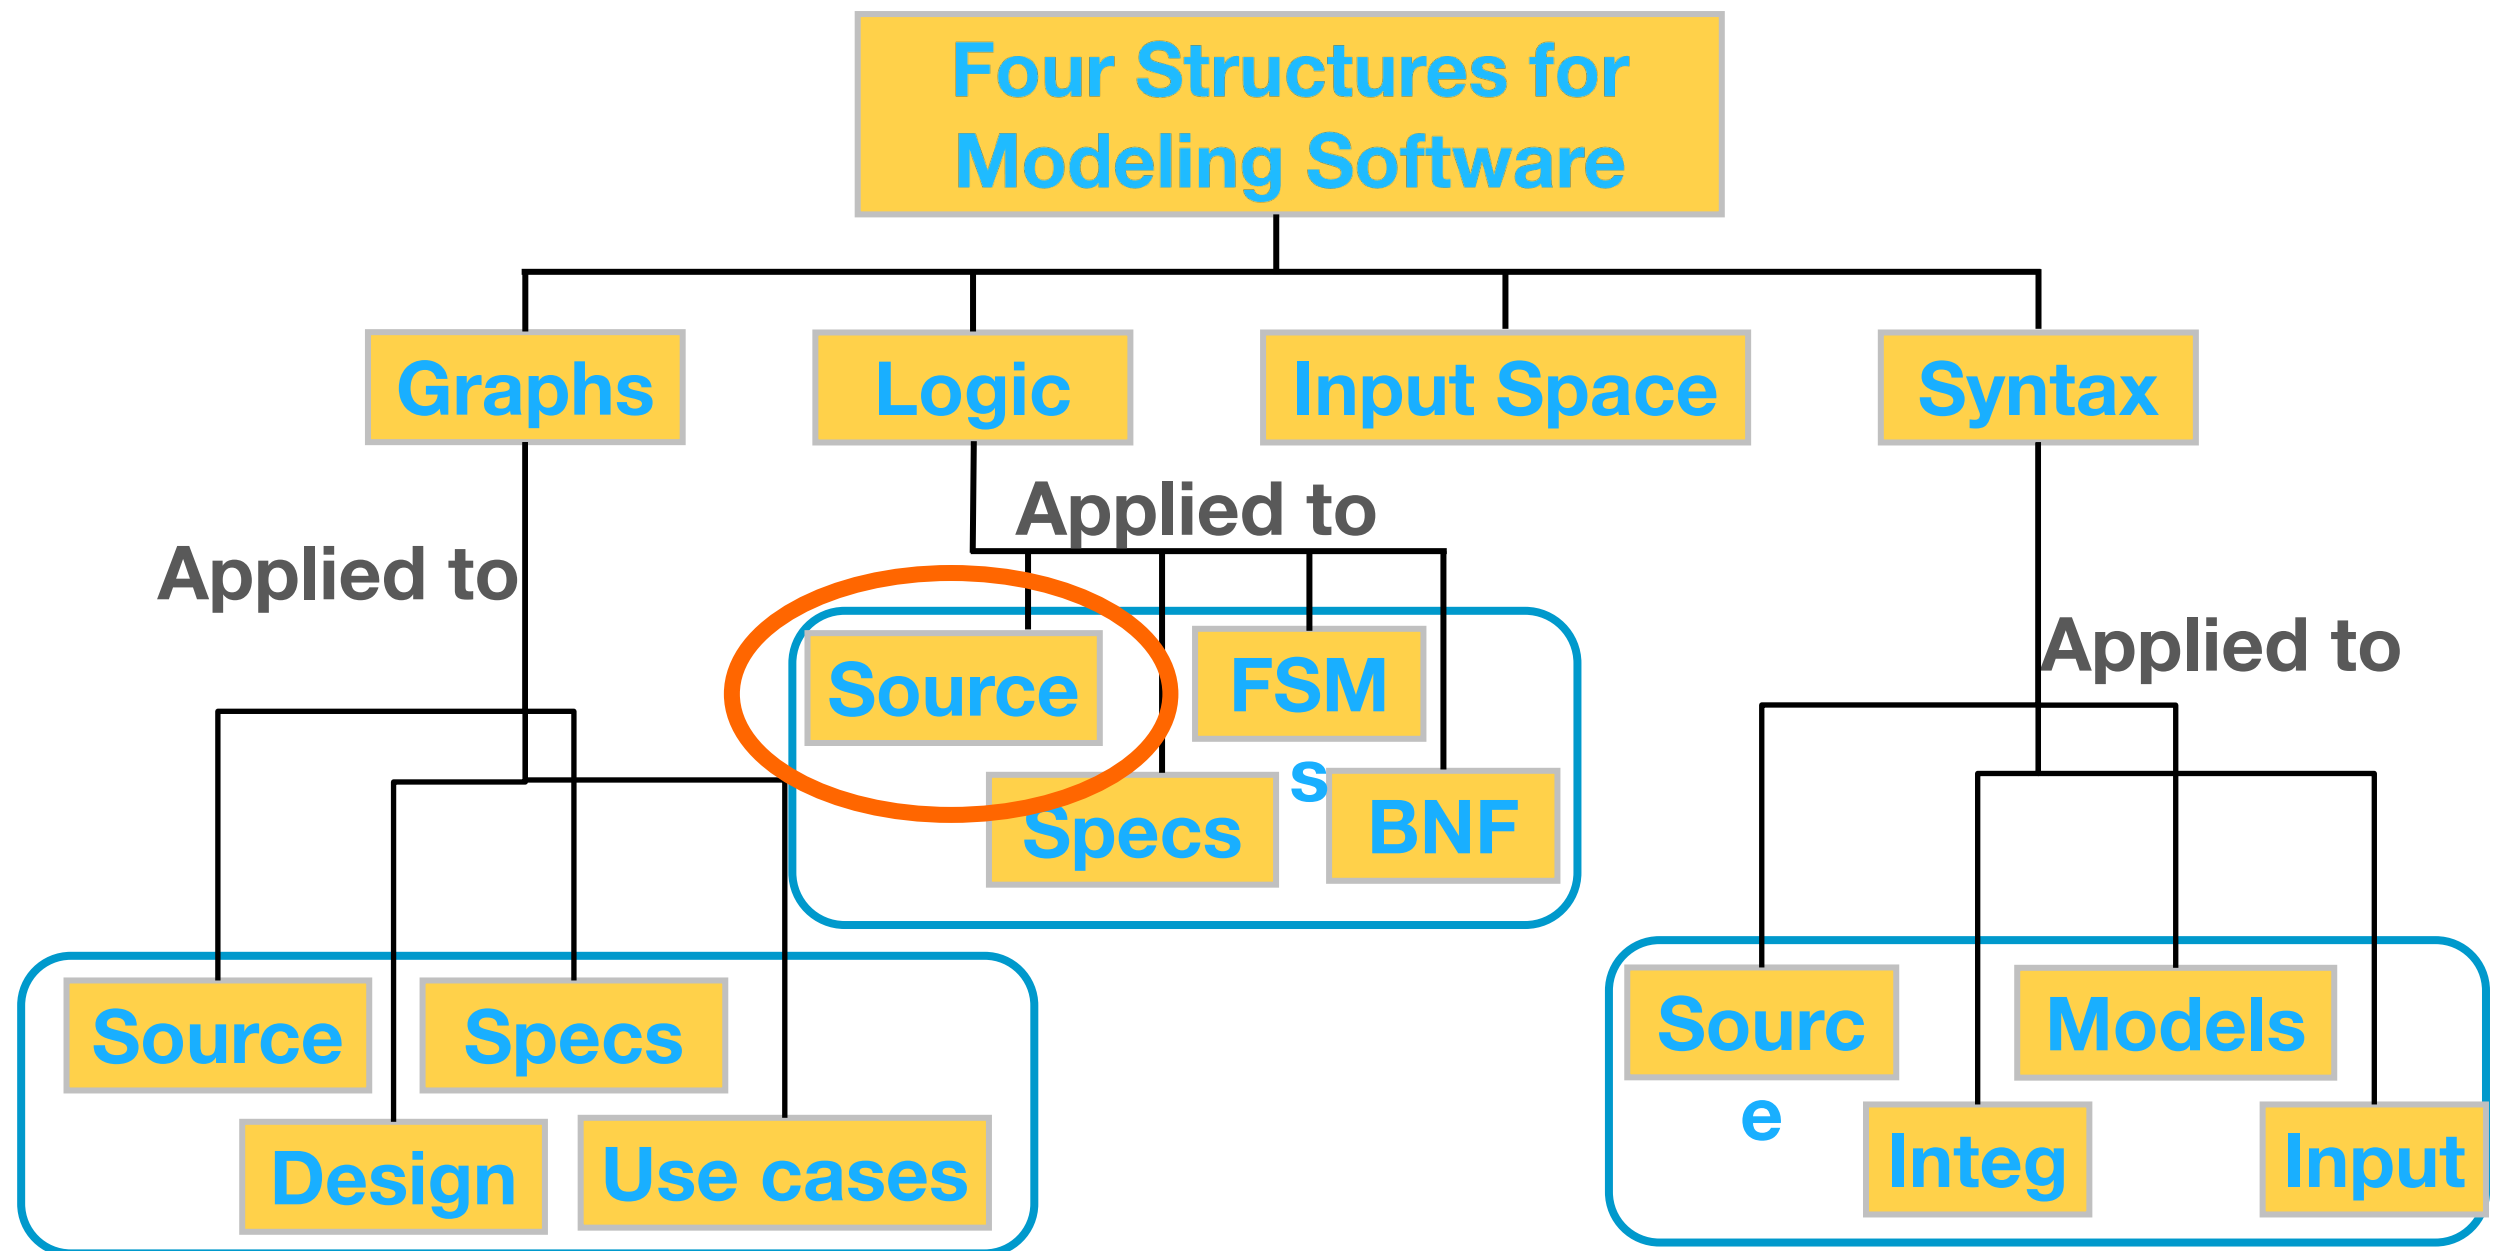 Four Structures for
Modeling Software
Graphs
Logic
Input Space
Syntax
Applied to
Applied to
Applied to
Source
FSM
s
Specs
BNF
Source
Specs
Design
Use cases
Sourc
e
Models
Integ
Input